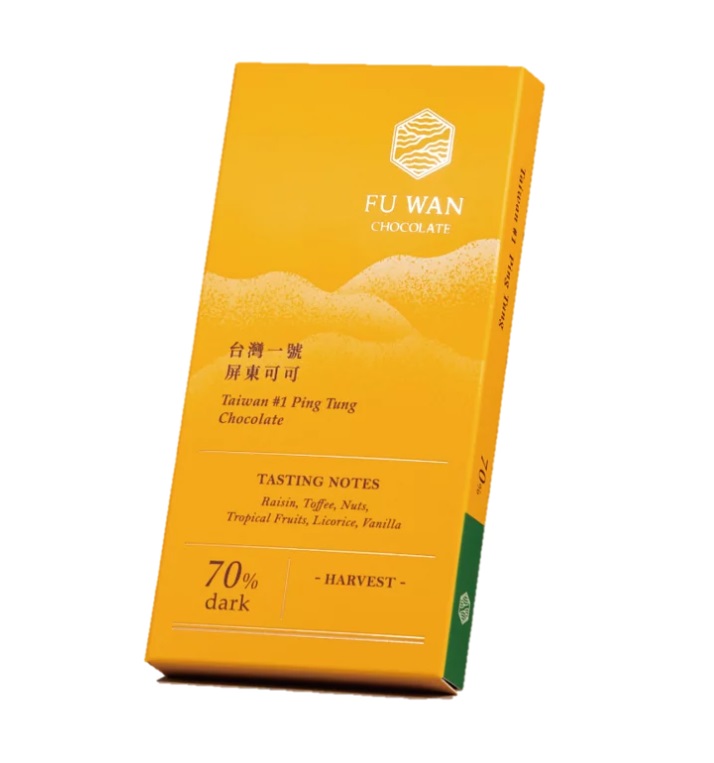 FU WAN
CHOCOLATE
台灣一號
屏東可可
Taiwan #1 Ping Tung
Chocolate
TASTING NOTES
Raisin, Toffee, Nuts,
Tropical Fruits, Licorice, Vanilla
70%
dark
- HARVEST -
Taiwan #1 Ping Tung
70%